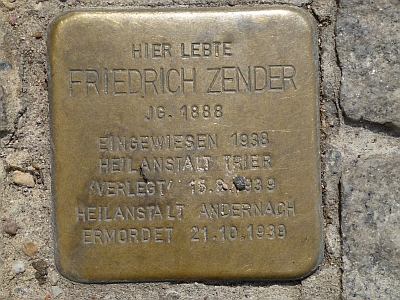 HIER LEBTE
FRIEDRICH ZENDER
JG. 1888
EINGEWIESEN 1938
HEILANSTALT TRIER
'VERLEGT' 15.8.1939
HEILANSTALT ANDERNACH
ERMORDET 21.10.1939